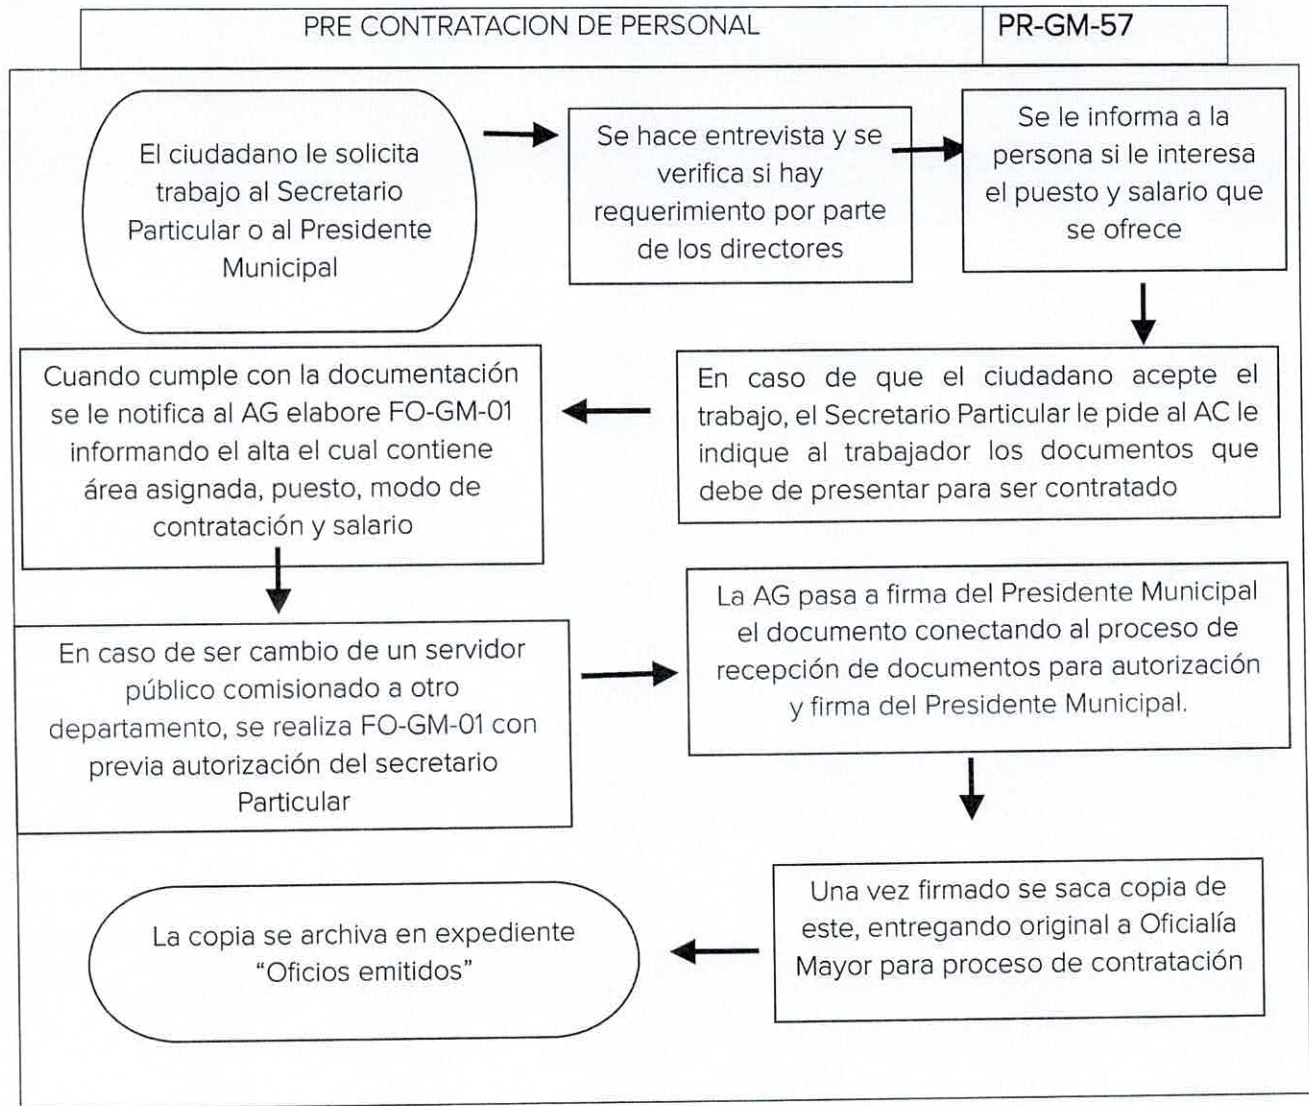 PRE CONTRATACION DE PERSONAL
PR-GM-57
El ciudadano le solicita
trabajo al Secretario
Particular o al Presidente
Municipal
Se hace entrevista y se
verifica si hay
requerimiento por parte
de los directores
Se le informa a la
persona si le interesa
el puesto y salario que
se ofrece
En caso de que el ciudadano acepte el
trabajo, el Secretario Particular le pide al AC le
indique al trabajador los documentos que
debe de presentar para ser contratado
Cuando cumple con la documentación
se le notifica al AG elabore FO-GM-01
informando el alta el cual contiene
área asignada, puesto, modo de
contratación y salario
En caso de ser cambio de un servidor
público comisionado a otro
departamento, se realiza FO-GM-01 con
previa autorización del secretario
Particular
La AG pasa a firma del Presidente Municipal
el documento conectando al proceso de
recepción de documentos para autorización
y firma del Presidente Municipal.
Una vez firmado se saca copia de
este, entregando original a Oficialía
Mayor para proceso de contratación
La copia se archiva en expediente
“Oficios emitidos”